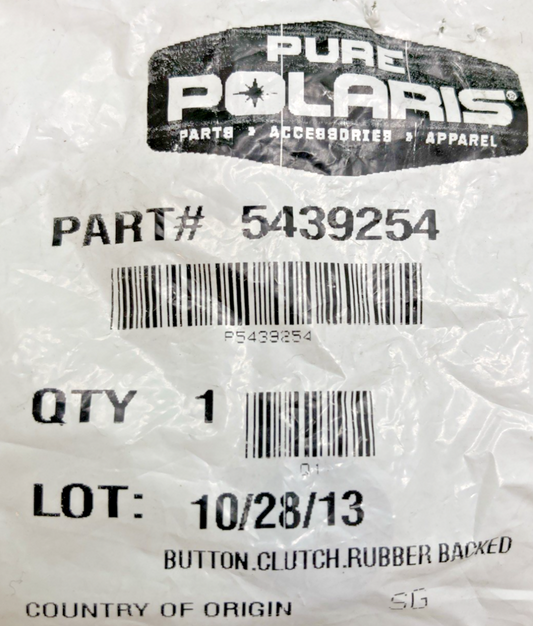 PURE
POLARIS®
PARTS » ACCESSORIES » APPAREL
PART# 5439254
P5439254
QTY 1
Q1
LOT: 10/28/13
BUTTON.CLUTCH.RUBBER BACKED
COUNTRY OF ORIGIN SG